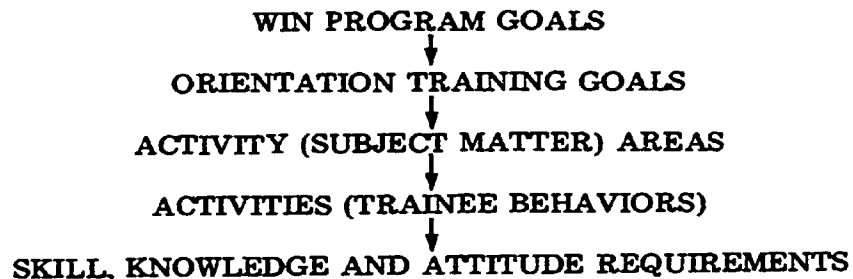 WIN PROGRAM GOALS
ORIENTATION TRAINING GOALS
ACTIVITY (SUBJECT MATTER) AREAS
ACTIVITIES (TRAINEE BEHAVIORS)
SKILL, KNOWLEDGE AND ATTITUDE REQUIREMENTS